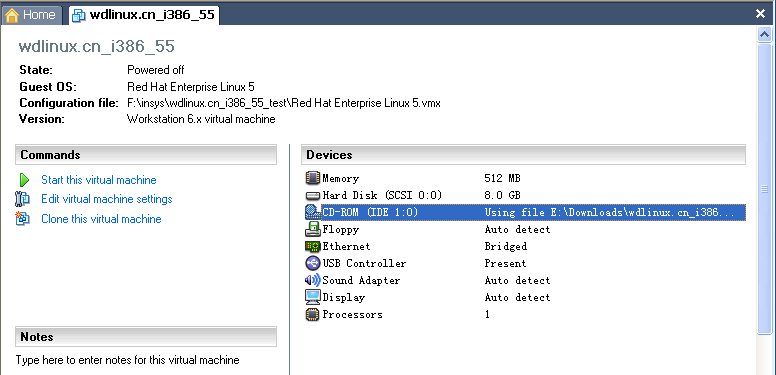 Home wdlinux.cn_i386_55
wdlinux.cn_i386_55
State: Powered off
Guest OS: Red Hat Enterprise Linux 5
Configuration file: F:\insys\wdlinux.cn_i386_55_test\Red Hat Enterprise Linux 5.vmx
Version: Workstation 6.x virtual machine
Commands
Start this virtual machine
Edit virtual machine settings
Clone this virtual machine
Devices
Memory 512 MB
Hard Disk (SCSI 0:0) 8.0 GB
CD-ROM (IDE 1:0) Using file E:\Downloads\wdlinux.cn_i386...
Floppy Auto detect
Ethernet Bridged
USB Controller Present
Sound Adapter Auto detect
Display Auto detect
Processors 1
Notes
Type here to enter notes for this virtual machine